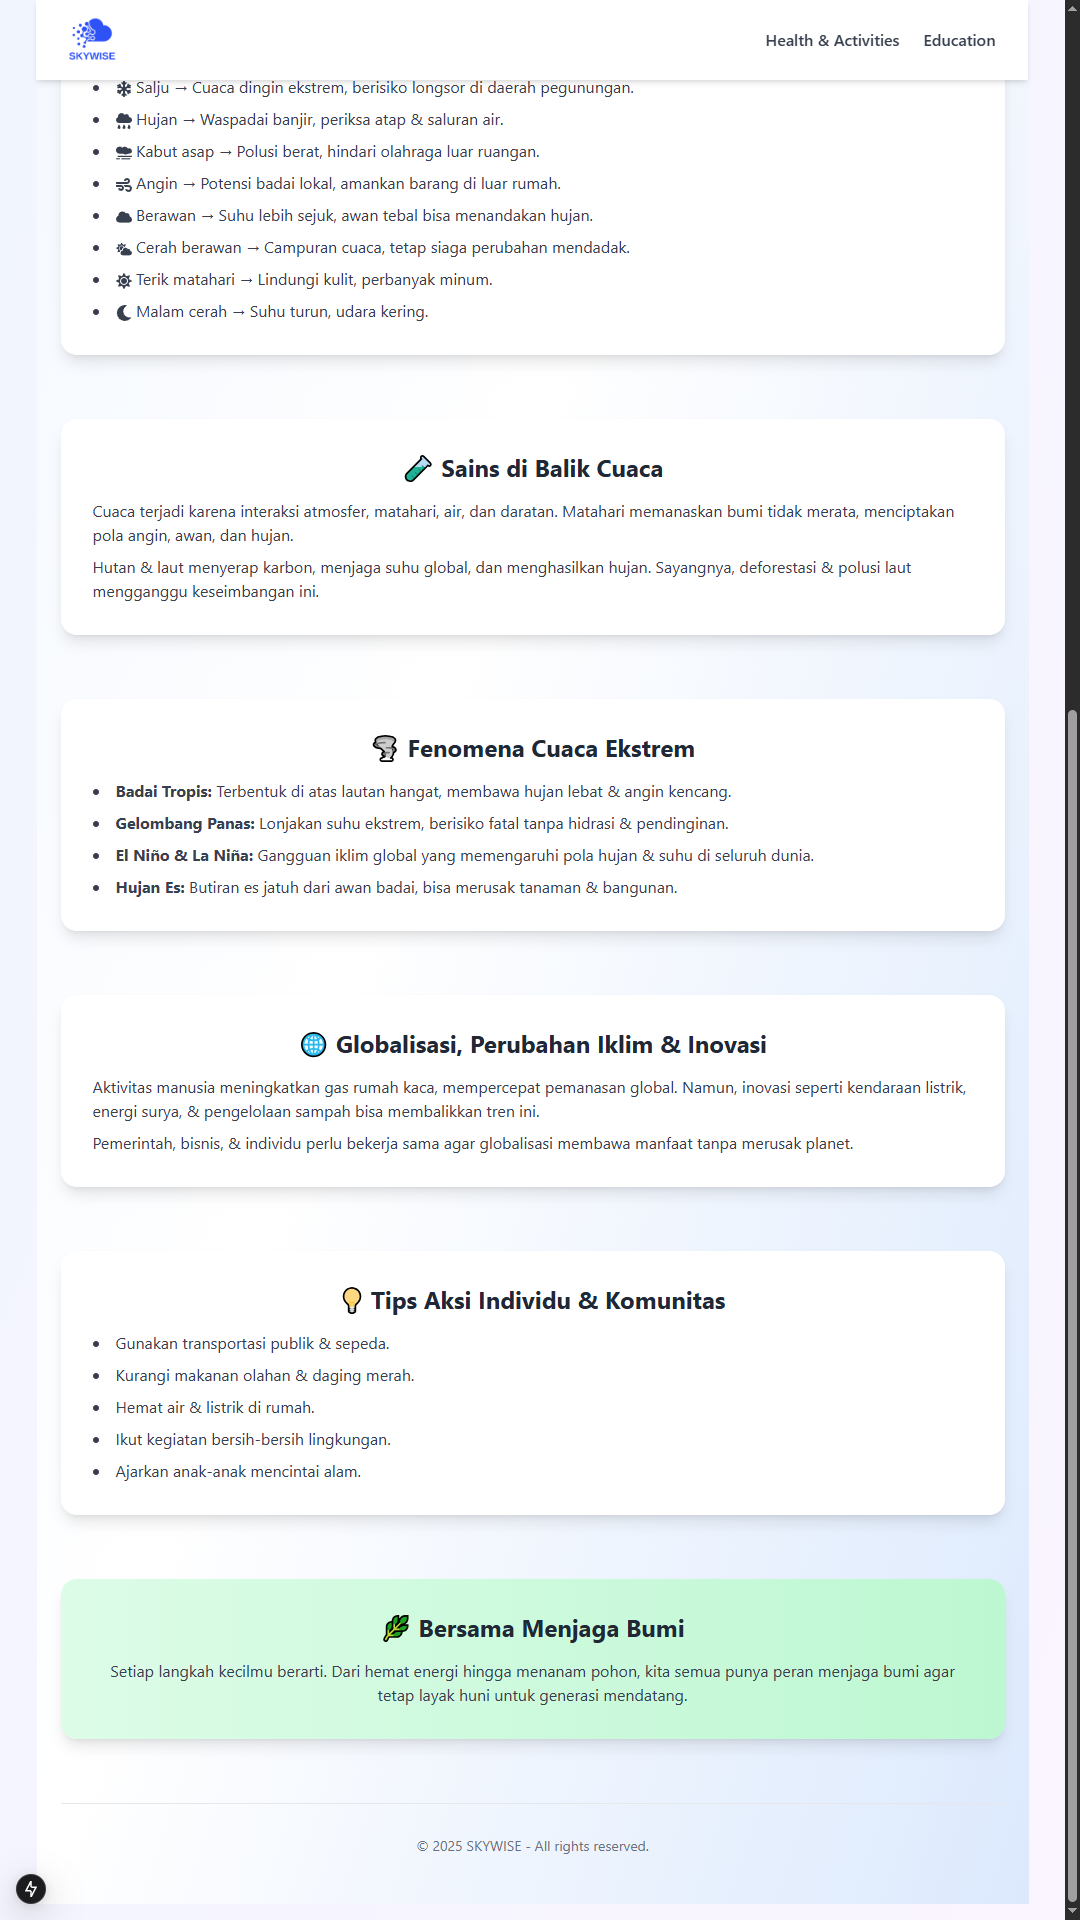 SKYWISE
Health & Activities
Education
Salju → Cuaca dingin ekstrem, berisiko longsor di daerah pegunungan.
Hujan → Waspadai banjir, periksa atap & saluran air.
Kabut asap → Polusi berat, hindari olahraga luar ruangan.
Angin → Potensi badai lokal, amankan barang di luar rumah.
Berawan → Suhu lebih sejuk, awan tebal bisa menandakan hujan.
Cerah berawan → Campuran cuaca, tetap siaga perubahan mendadak.
Terik matahari → Lindungi kulit, perbanyak minum.
Malam cerah → Suhu turun, udara kering.
Sains di Balik Cuaca
Cuaca terjadi karena interaksi atmosfer, matahari, air, dan daratan. Matahari memanaskan bumi tidak merata, menciptakan
pola angin, awan, dan hujan.
Hutan & laut menyerap karbon, menjaga suhu global, dan menghasilkan hujan. Sayangnya, deforestasi & polusi laut
mengganggu keseimbangan ini.
Fenomena Cuaca Ekstrem
Badai Tropis: Terbentuk di atas lautan hangat, membawa hujan lebat & angin kencang.
Gelombang Panas: Lonjakan suhu ekstrem, berisiko fatal tanpa hidrasi & pendinginan.
El Niño & La Niña: Gangguan iklim global yang memengaruhi pola hujan & suhu di seluruh dunia.
Hujan Es: Butiran es jatuh dari awan badai, bisa merusak tanaman & bangunan.
Globalisasi, Perubahan Iklim & Inovasi
Aktivitas manusia meningkatkan gas rumah kaca, mempercepat pemanasan global. Namun, inovasi seperti kendaraan listrik,
energi surya, & pengelolaan sampah bisa membalikkan tren ini.
Pemerintah, bisnis, & individu perlu bekerja sama agar globalisasi membawa manfaat tanpa merusak planet.
Tips Aksi Individu & Komunitas
Gunakan transportasi publik & sepeda.
Kurangi makanan olahan & daging merah.
Hemat air & listrik di rumah.
Ikut kegiatan bersih-bersih lingkungan.
Ajarkan anak-anak mencintai alam.
Bersama Menjaga Bumi
Setiap langkah kecilmu berarti. Dari hemat energi hingga menanam pohon, kita semua punya peran menjaga bumi agar
tetap layak huni untuk generasi mendatang.
© 2025 SKYWISE - All rights reserved.